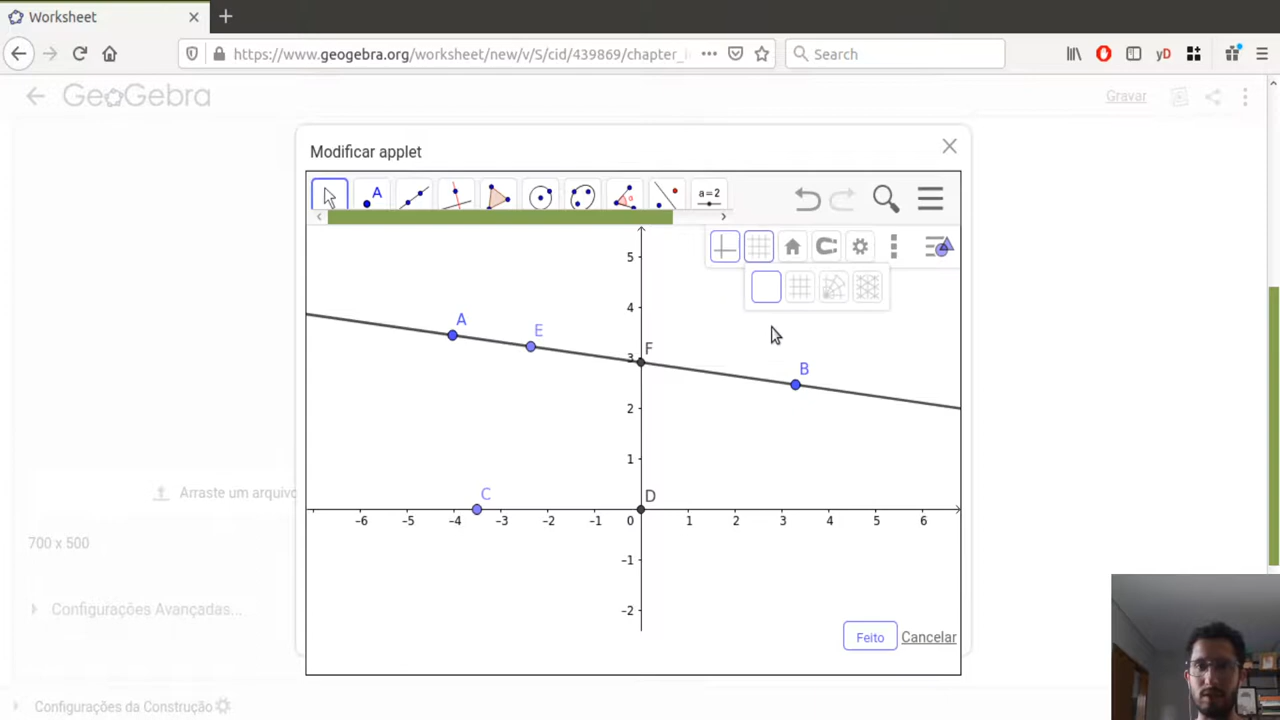 Worksheet
https://www.geogebra.org/worksheet/new/v/S/cid/439869/chapter_i
Search
GeoGebra
Gravar
Modificar applet
A
a=2
5
4
3
2
1
0
-1
-2
-6 -5 -4 -3 -2 -1 1 2 3 4 5 6
A
E
F
B
C
D
Arraste um arquivo
700 x 500
Configurações Avançadas...
Feito
Cancelar
Configurações da Construção
yD